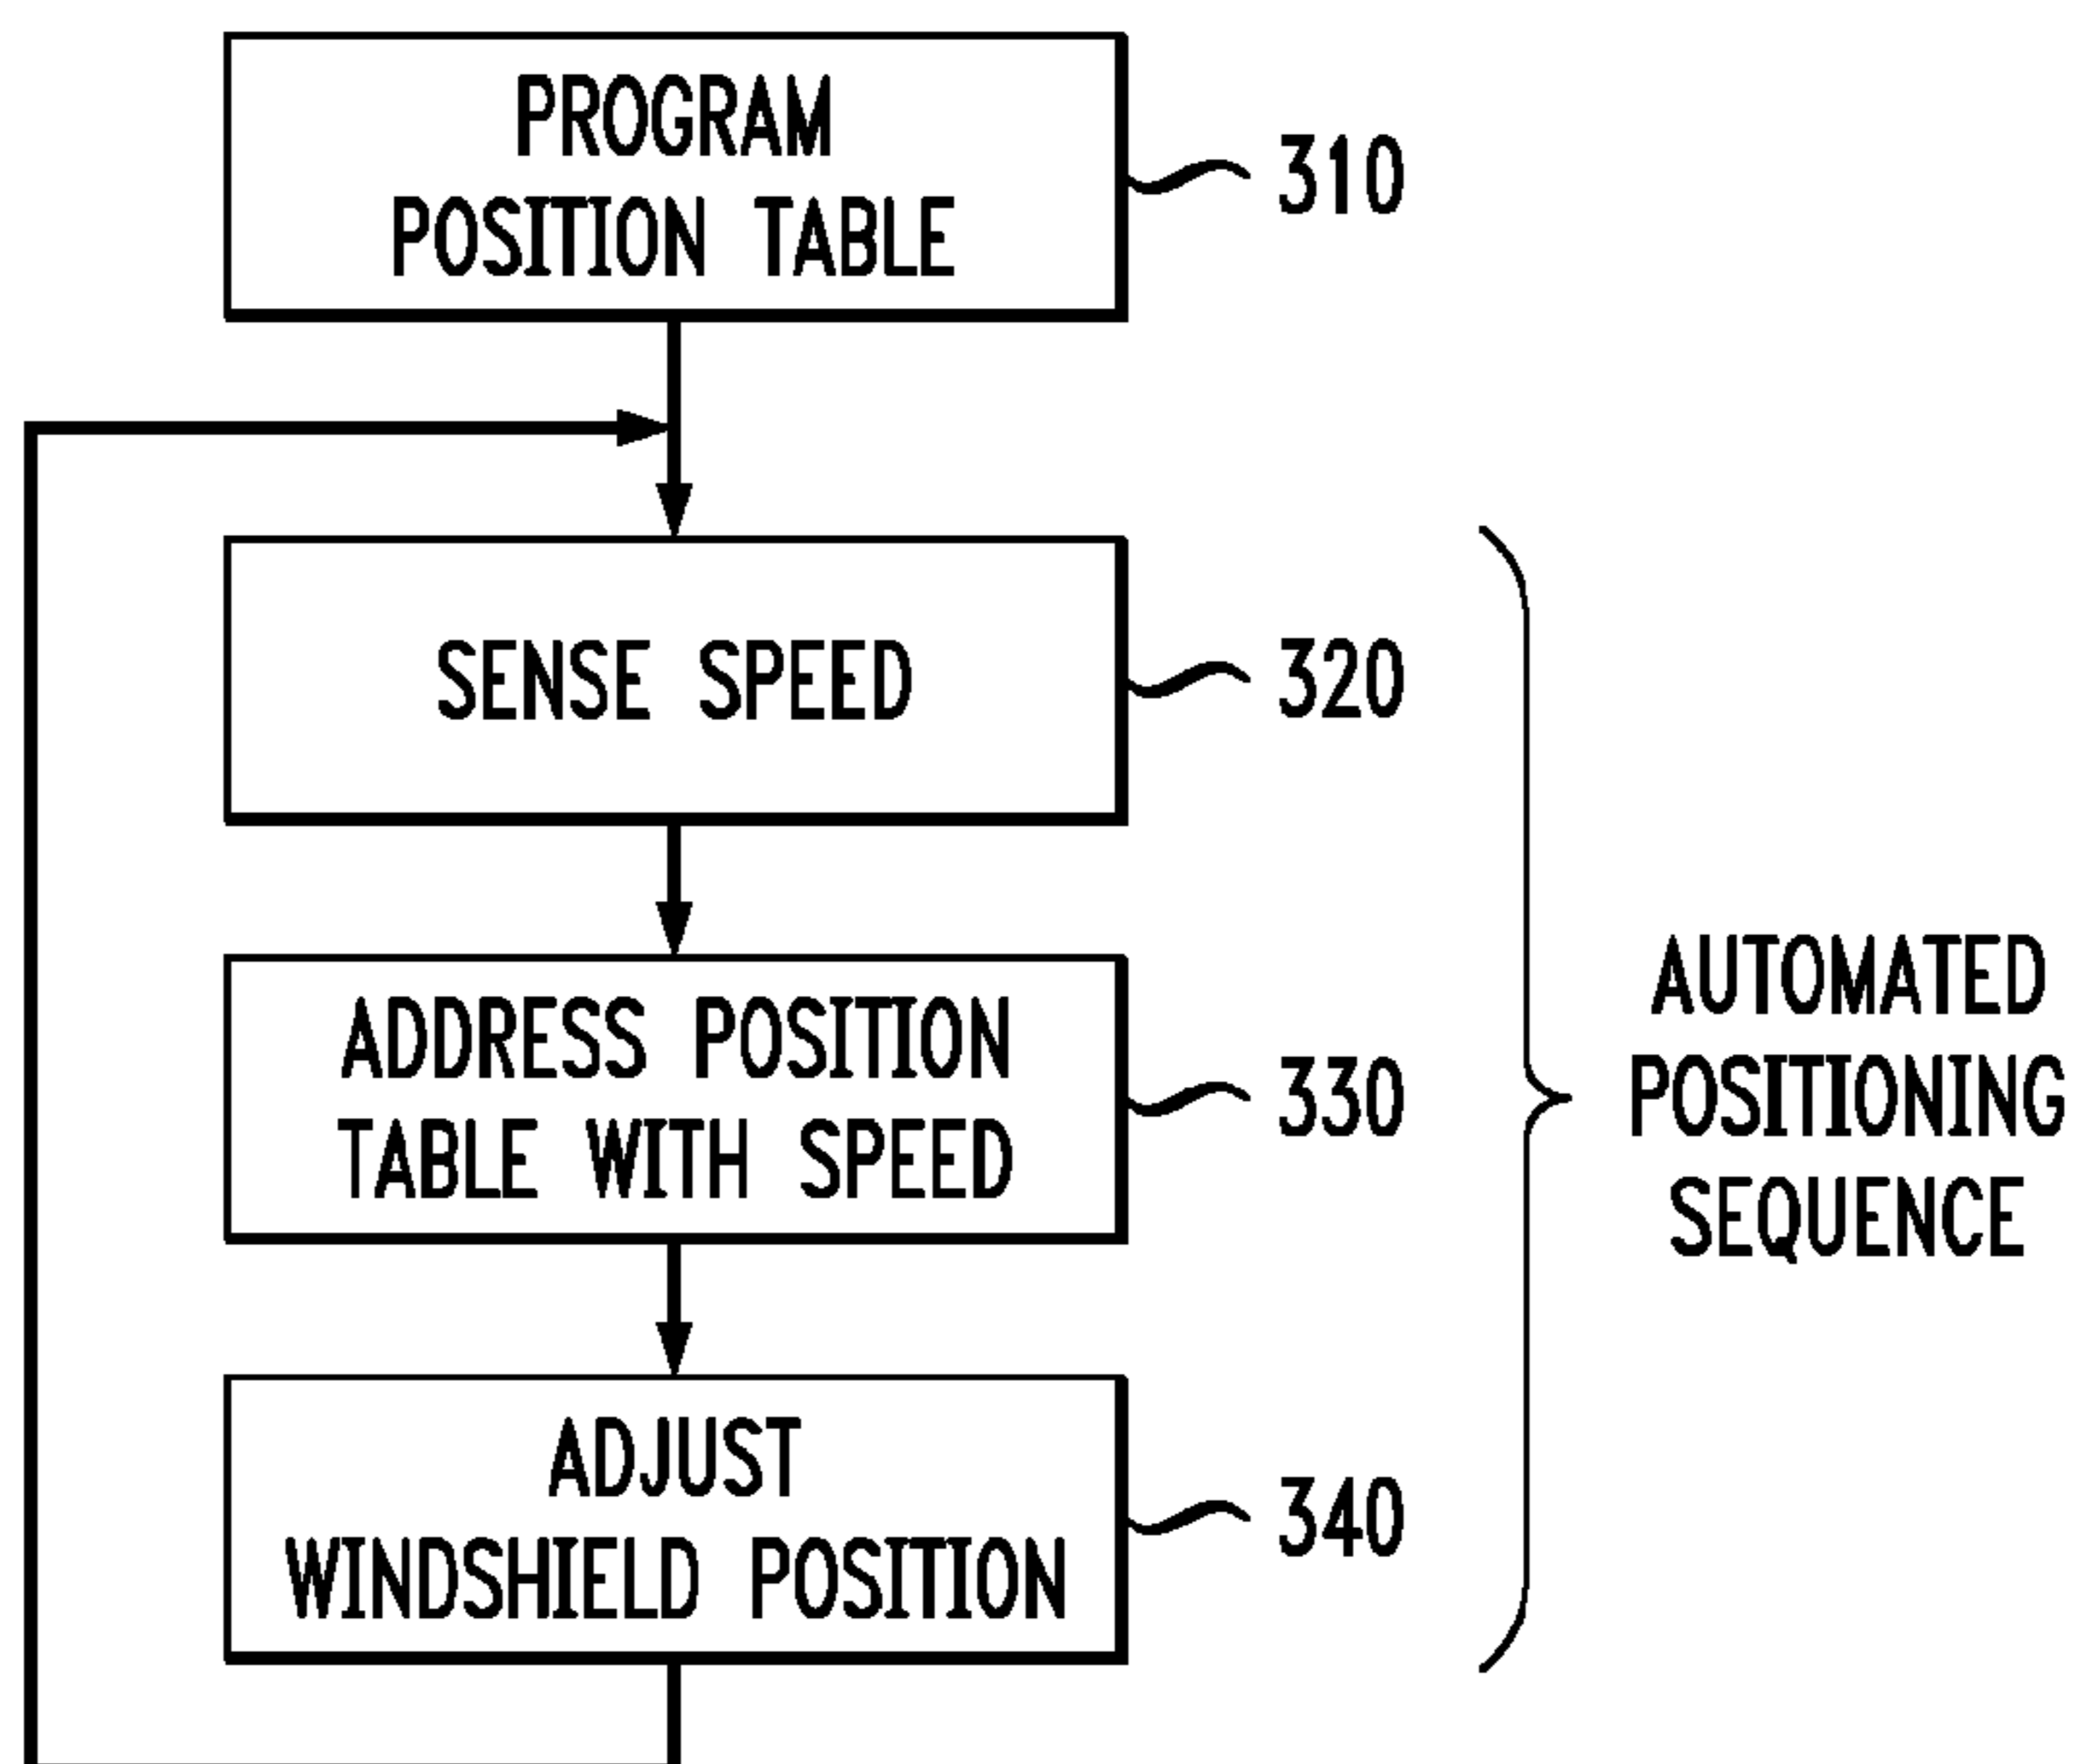 PROGRAM
POSITION TABLE
310
SENSE SPEED
320
ADDRESS POSITION
TABLE WITH SPEED
330
ADJUST
WINDSHIELD POSITION
340
AUTOMATED
POSITIONING
SEQUENCE